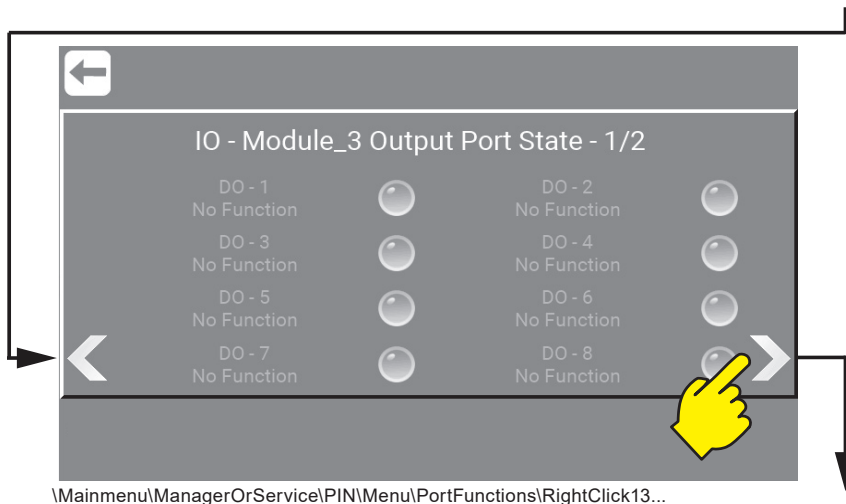 IO - Module_3 Output Port State - 1/2
DO - 1
No Function
DO - 2
No Function
DO - 3
No Function
DO - 4
No Function
DO - 5
No Function
DO - 6
No Function
DO - 7
No Function
DO - 8
No Function
\Mainmenu\ManagerOrService\PIN\Menu\PortFunctions\RightClick13...